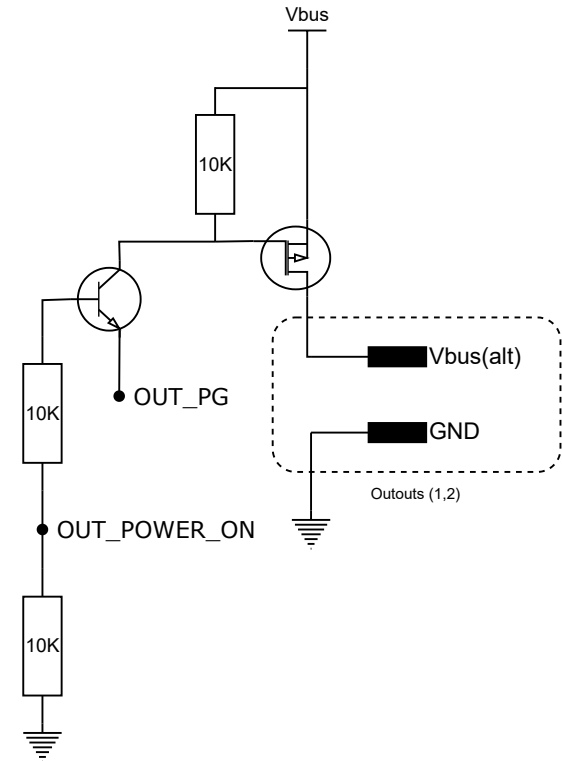 Vbus
10K
10K
OUT_PG
Vbus(alt)
GND
Outouts (1,2)
OUT_POWER_ON
10K